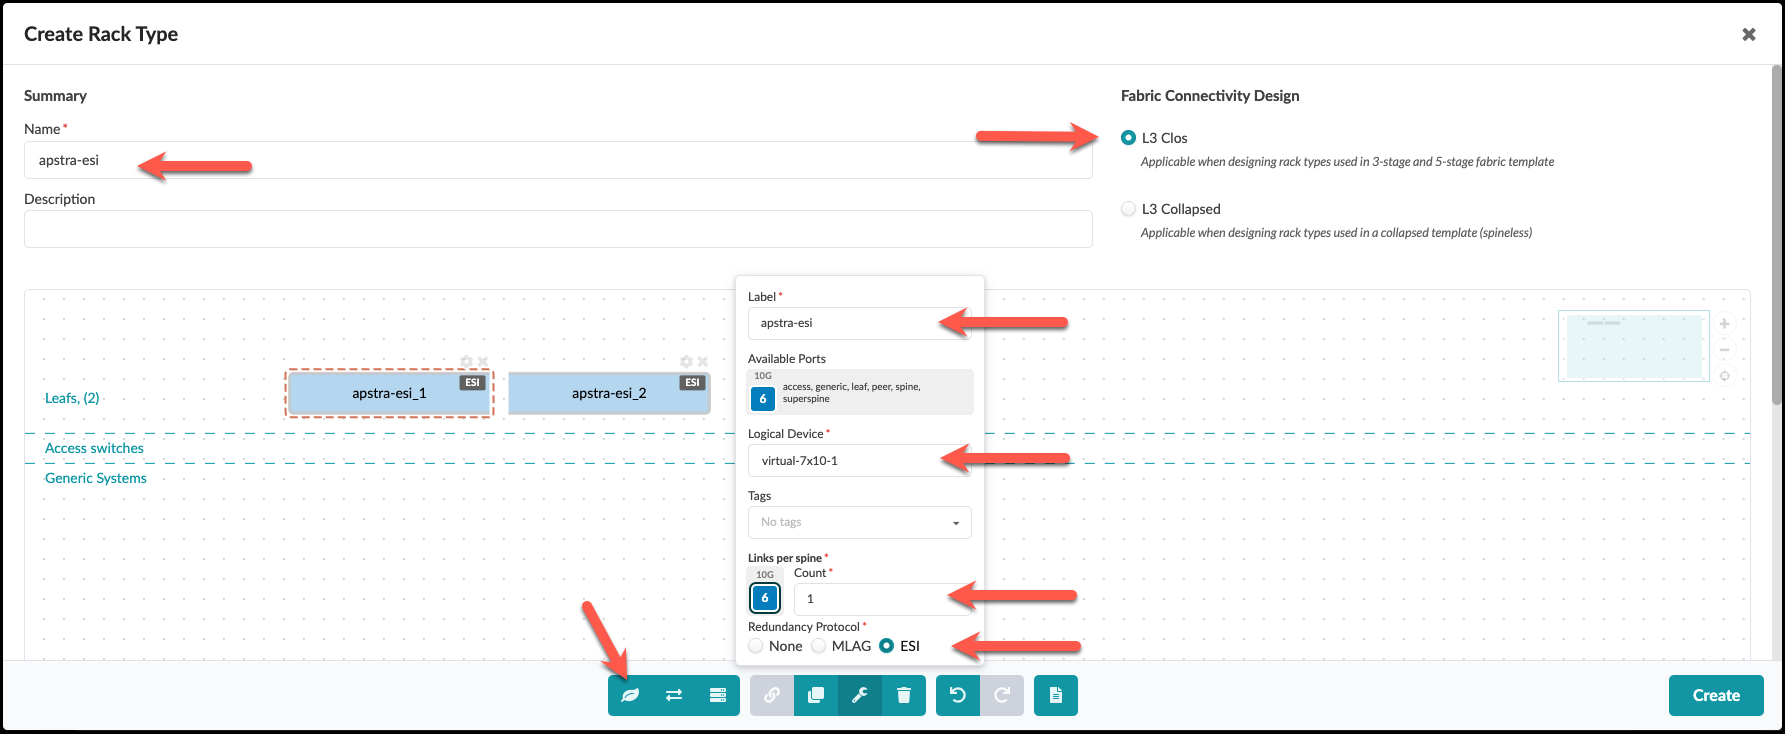 Create Rack Type
Summary
Name *
apstra-esi
Description
Fabric Connectivity Design
L3 Clos
Applicable when designing rack types used in 3-stage and 5-stage fabric template
L3 Collapsed
Applicable when designing rack types used in a collapsed template (spineless)
Leafs, (2)
apstra-esi_1
ESI
apstra-esi_2
ESI
Access switches
Generic Systems
Label *
apstra-esi
Available Ports
10G
6
access, generic, leaf, peer, spine,
superspine
Logical Device *
virtual-7x10-1
Tags
No tags
Links per spine *
10G
6
Count *
1
Redundancy Protocol *
None MLAG ESI
Create